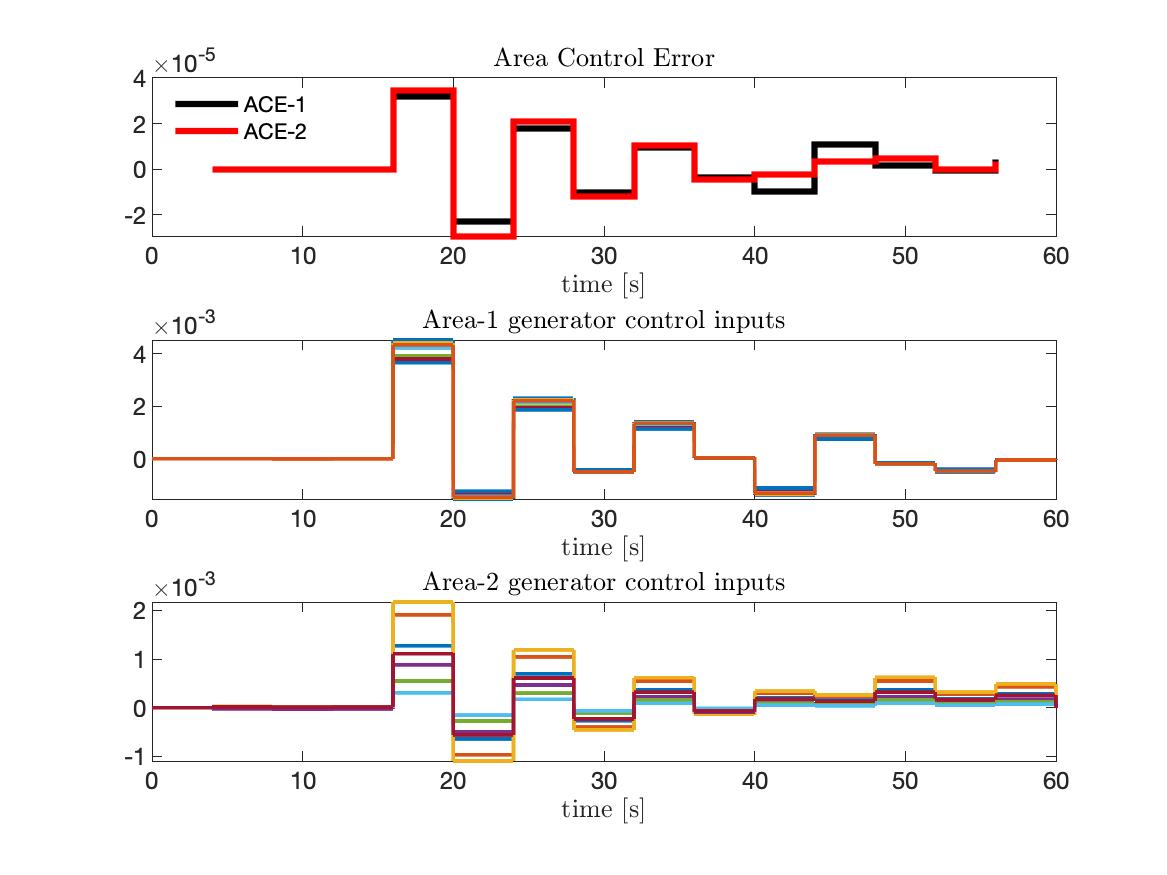 Area Control Error
×10-5
4
2
0
-2
ACE-1
ACE-2
0 10 20 30 40 50 60
time [s]
Area-1 generator control inputs
×10-3
4
2
0
0 10 20 30 40 50 60
time [s]
Area-2 generator control inputs
×10-3
2
1
0
-1
0 10 20 30 40 50 60
time [s]